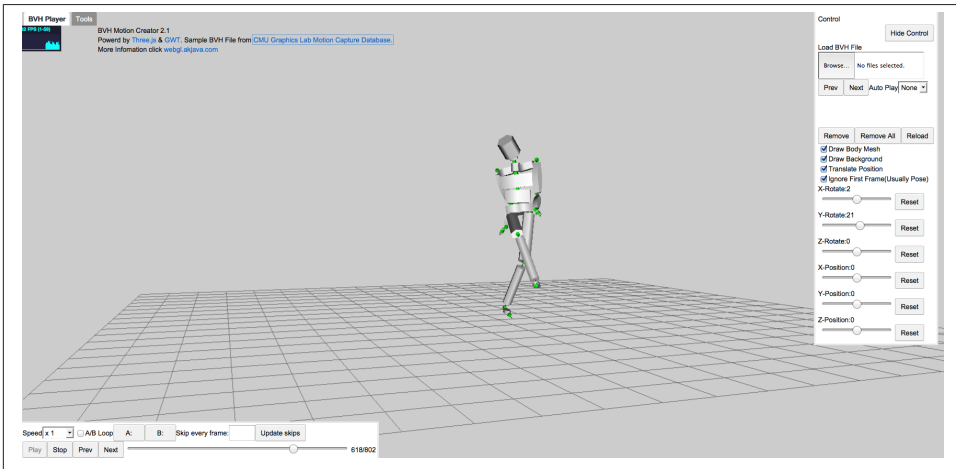 BVH Player Tools
FPS (1-59)
BVH Motion Creator 2.1
Powerd by Three.js & GWT. Sample BVH File from CMU Graphics Lab Motion Capture Database.
More Infomation click webgl.akjava.com
Control
Hide Control
Load BVH File
Browse... No files selected.
Prev Next Auto Play None
Remove Remove All Reload
Draw Body Mesh
Draw Background
Translate Position
Ignore First Frame(Usually Pose)
X-Rotate:2
Reset
Y-Rotate:21
Reset
Z-Rotate:0
Reset
X-Position:0
Reset
Y-Position:0
Reset
Z-Position:0
Reset
Speed x 1 A/B Loop A: B: Skip every frame: Update skips
Play Stop Prev Next 618/802